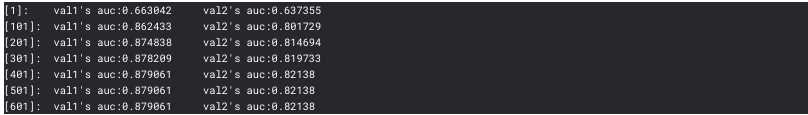 [1]: val1's auc:0.663042 val2's auc:0.637355
[101]: val1's auc:0.862433 val2's auc:0.801729
[201]: val1's auc:0.874838 val2's auc:0.814694
[301]: val1's auc:0.878209 val2's auc:0.819733
[401]: val1's auc:0.879061 val2's auc:0.82138
[501]: val1's auc:0.879061 val2's auc:0.82138
[601]: val1's auc:0.879061 val2's auc:0.82138